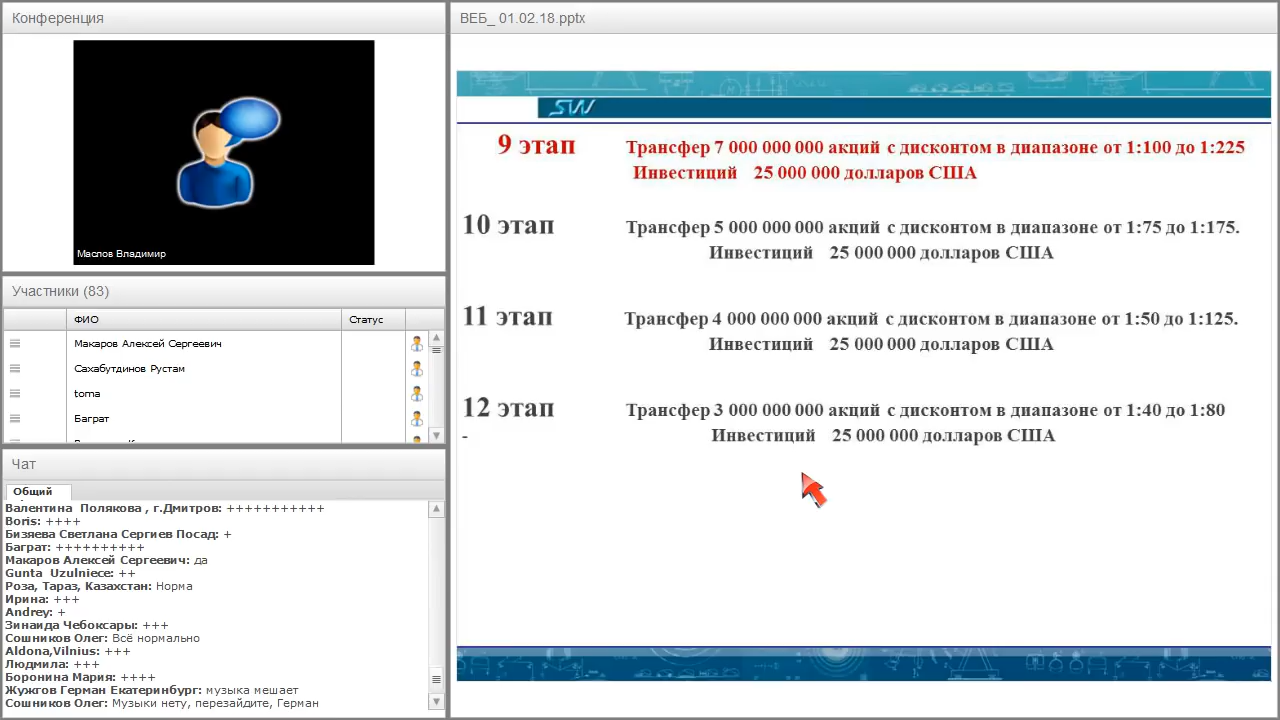 Конференция
Маслов Владимир
Участники (83)
ФИО Статус
Макаров Алексей Сергеевич
Сахабутдинов Рустам
toma
Баграт
Чат
Общий
Валентина Полякова , г.Дмитров: +++++++++++
Boris: ++++
Бизяева Светлана Сергиев Посад: +
Баграт: ++++++++++
Макаров Алексей Сергеевич: да
Gunta Uzulniece: ++
Роза, Тараз, Казахстан: Норма
Ирина: +++
Andrey: +
Зинаида Чебоксары: +++
Сошников Олег: Всё нормально
Aldona,Vilnius: +++
Людмила: +++
Боронина Мария: ++++
Жужгов Герман Екатеринбург: музыка мешает
Сошников Олег: Музыки нету, перезайдите, Герман
ВЕБ_ 01.02.18.pptx
SW
9 этап Трансфер 7 000 000 000 акций с дисконтом в диапазоне от 1:100 до 1:225
Инвестиций 25 000 000 долларов США
10 этап Трансфер 5 000 000 000 акций с дисконтом в диапазоне от 1:75 до 1:175.
Инвестиций 25 000 000 долларов США
11 этап Трансфер 4 000 000 000 акций с дисконтом в диапазоне от 1:50 до 1:125.
Инвестиций 25 000 000 долларов США
12 этап Трансфер 3 000 000 000 акций с дисконтом в диапазоне от 1:40 до 1:80
- Инвестиций 25 000 000 долларов США